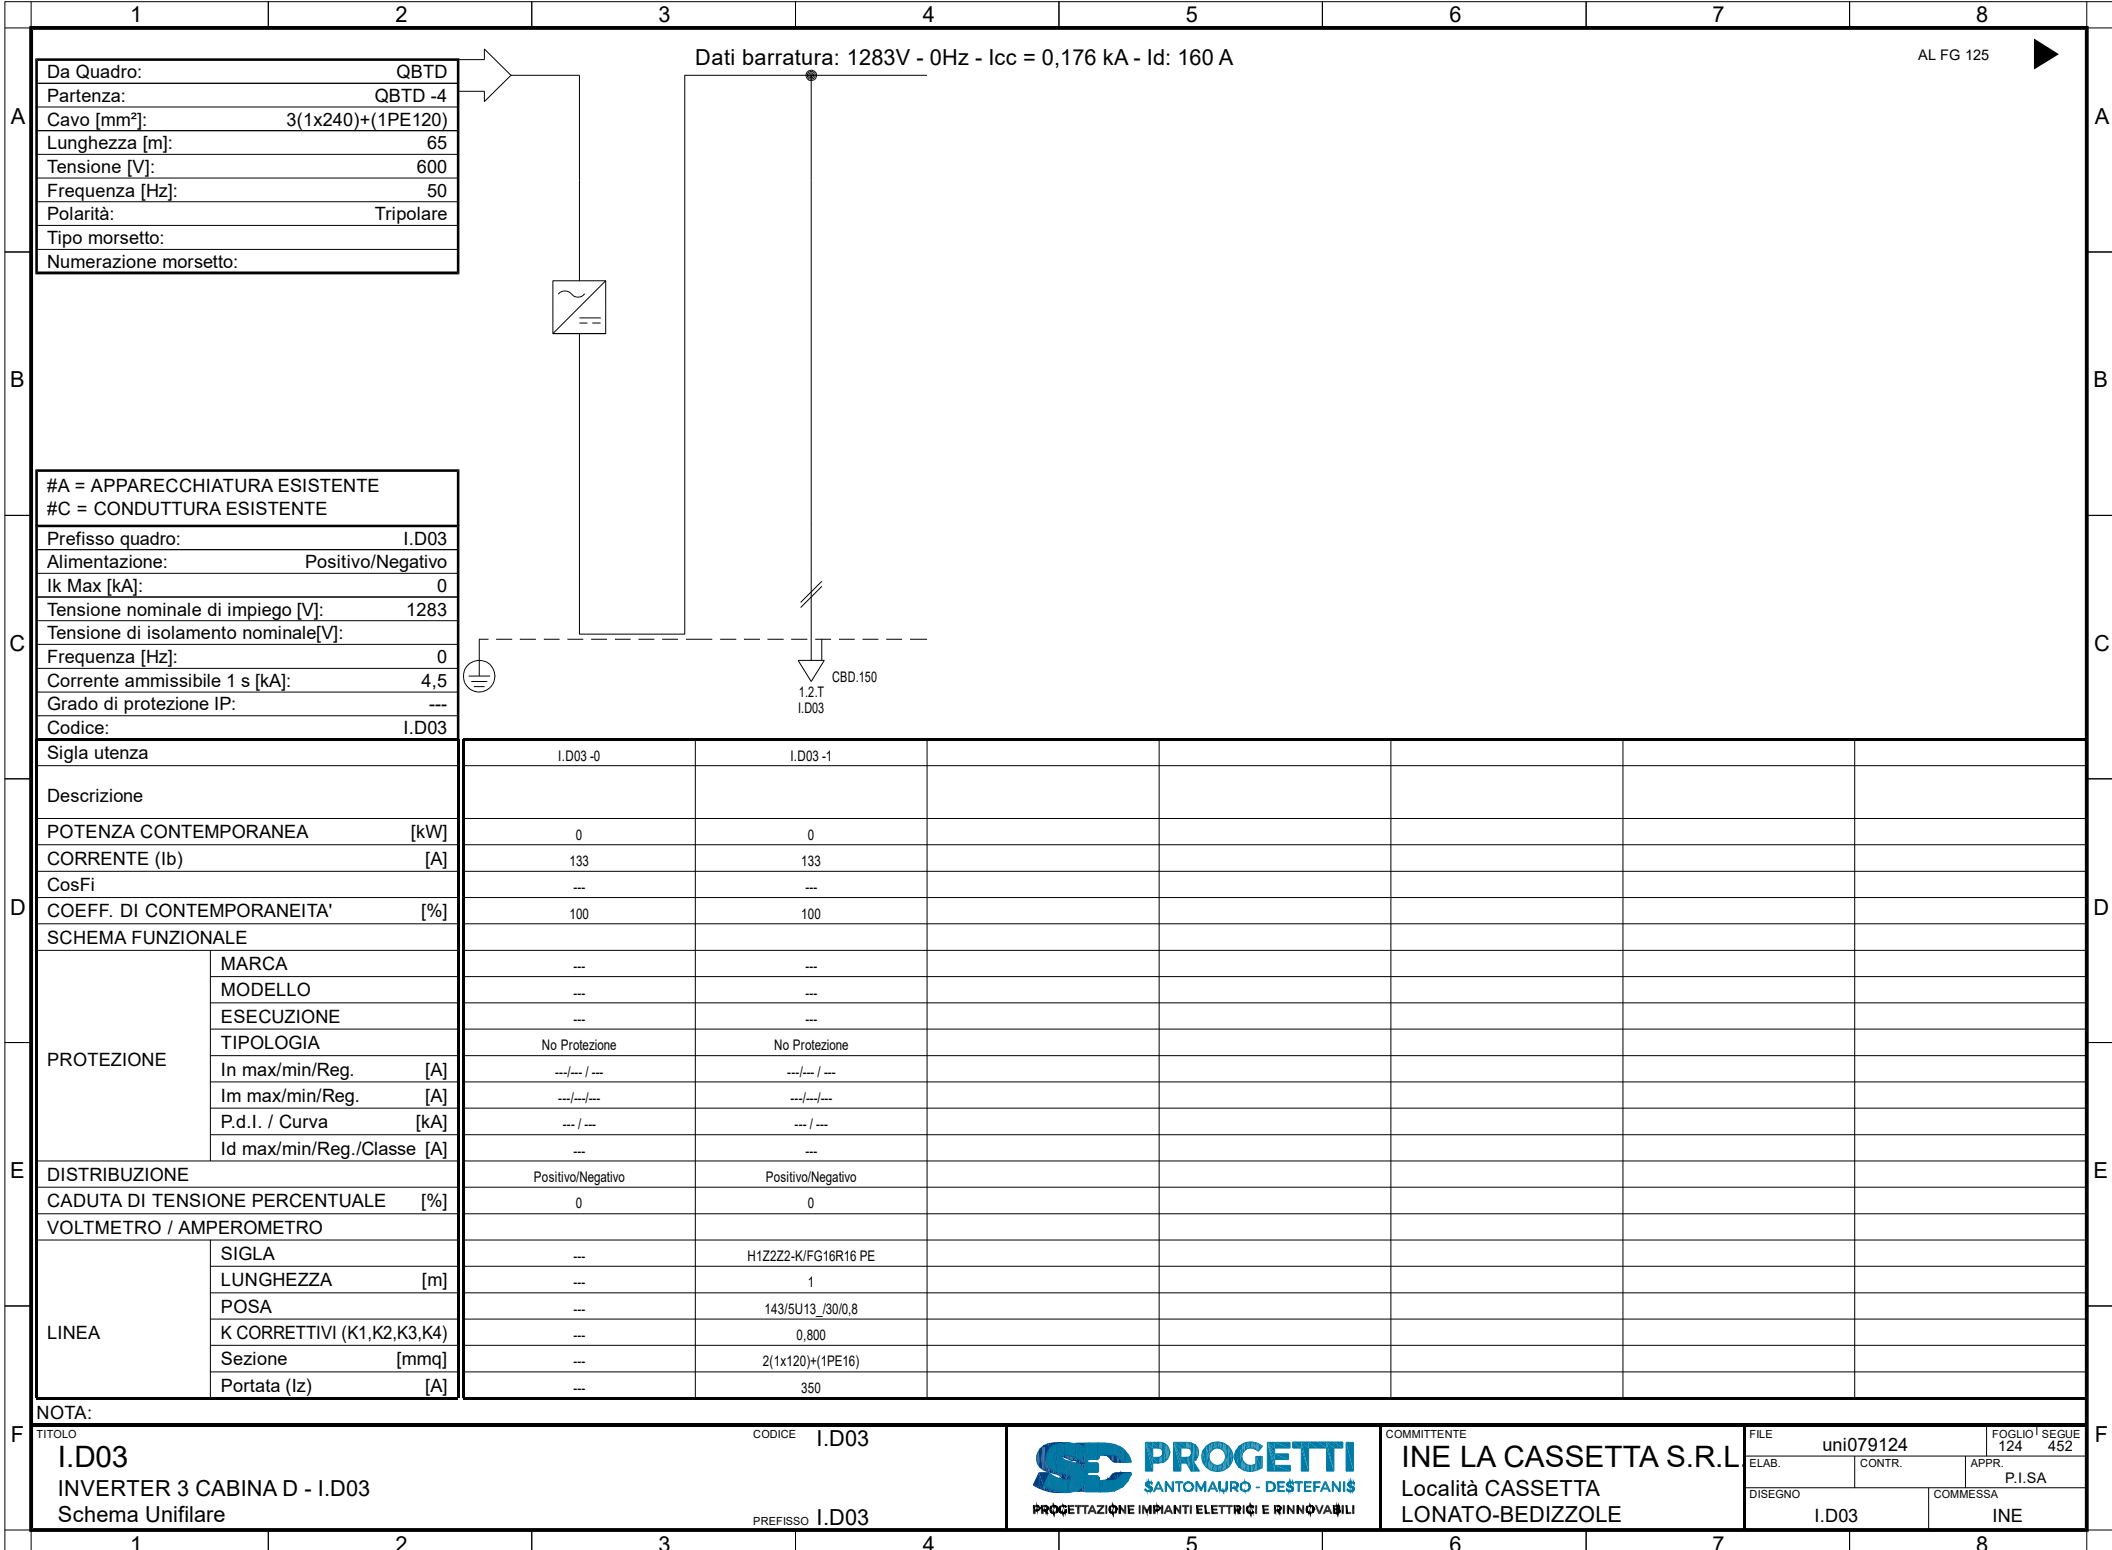 1 2 3 4 5 6 7 8
Dati barratura: 1283V - 0Hz - Icc = 0,176 kA - Id: 160 A
AL FG 125
Da Quadro: QBTD
Partenza: QBTD -4
Cavo [mm²]: 3(1x240)+(1PE120)
Lunghezza [m]: 65
Tensione [V]: 600
Frequenza [Hz]: 50
Polarità: Tripolare
Tipo morsetto:
Numerazione morsetto:
A A
B B
#A = APPARECCHIATURA ESISTENTE
#C = CONDUTTURA ESISTENTE
Prefisso quadro: I.D03
Alimentazione: Positivo/Negativo
Ik Max [kA]: 0
Tensione nominale di impiego [V]: 1283
Tensione di isolamento nominale[V]:
Frequenza [Hz]: 0
Corrente ammissibile 1 s [kA]: 4,5
Grado di protezione IP: ---
Codice: I.D03
C C
CBD.150
1.2.T
I.D03
Sigla utenza I.D03 -0 I.D03 -1
Descrizione
POTENZA CONTEMPORANEA [kW] 0 0
CORRENTE (Ib) [A] 133 133
CosFi --- ---
D COEFF. DI CONTEMPORANEITA' [%] 100 100 D
SCHEMA FUNZIONALE
PROTEZIONE
MARCA --- ---
MODELLO --- ---
ESECUZIONE --- ---
TIPOLOGIA No Protezione No Protezione
In max/min/Reg. [A] ---/--- / --- ---/--- / ---
Im max/min/Reg. [A] ---/---/--- ---/---/---
P.d.I. / Curva [kA] --- / --- --- / ---
Id max/min/Reg./Classe [A] --- ---
E DISTRIBUZIONE Positivo/Negativo Positivo/Negativo E
CADUTA DI TENSIONE PERCENTUALE [%] 0 0
VOLTMETRO / AMPEROMETRO
LINEA
SIGLA --- H1Z2Z2-K/FG16R16 PE
LUNGHEZZA [m] --- 1
POSA --- 143/5U13_/30/0,8
K CORRETTIVI (K1,K2,K3,K4) --- 0,800
Sezione [mmq] --- 2(1x120)+(1PE16)
Portata (Iz) [A] --- 350
NOTA:
F F
TITOLO
I.D03
INVERTER 3 CABINA D - I.D03
Schema Unifilare
CODICE I.D03
PREFISSO I.D03
SD PROGETTI
SANTOMAURO - DESTEFANIS
PROGETTAZIONE IMPIANTI ELETTRICI E RINNOVABILI
COMMITTENTE
INE LA CASSETTA S.R.L.
Località CASSETTA
LONATO-BEDIZZOLE
FILE uni079124
FOGLIO 124 SEGUE 452
ELAB. CONTR. APPR. P.I.SA
DISEGNO I.D03
COMMESSA INE
1 2 3 4 5 6 7 8